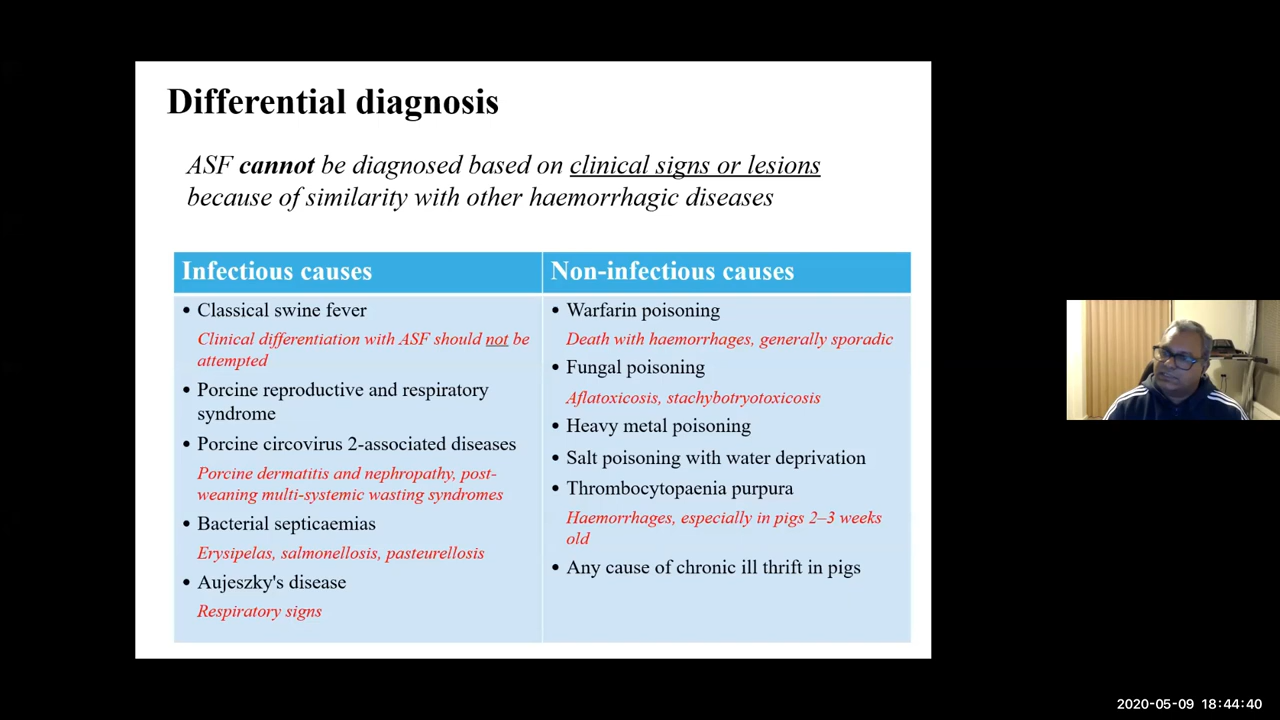 Differential diagnosis
ASF cannot be diagnosed based on clinical signs or lesions
because of similarity with other haemorrhagic diseases
Infectious causes
• Classical swine fever
Clinical differentiation with ASF should not be
attempted
• Porcine reproductive and respiratory
syndrome
• Porcine circovirus 2-associated diseases
Porcine dermatitis and nephropathy, post-
weaning multi-systemic wasting syndromes
• Bacterial septicaemias
Erysipelas, salmonellosis, pasteurellosis
• Aujeszky's disease
Respiratory signs
Non-infectious causes
• Warfarin poisoning
Death with haemorrhages, generally sporadic
• Fungal poisoning
Aflatoxicosis, stachybotryotoxicosis
• Heavy metal poisoning
• Salt poisoning with water deprivation
• Thrombocytopaenia purpura
Haemorrhages, especially in pigs 2–3 weeks
old
• Any cause of chronic ill thrift in pigs
2020-05-09 18:44:40